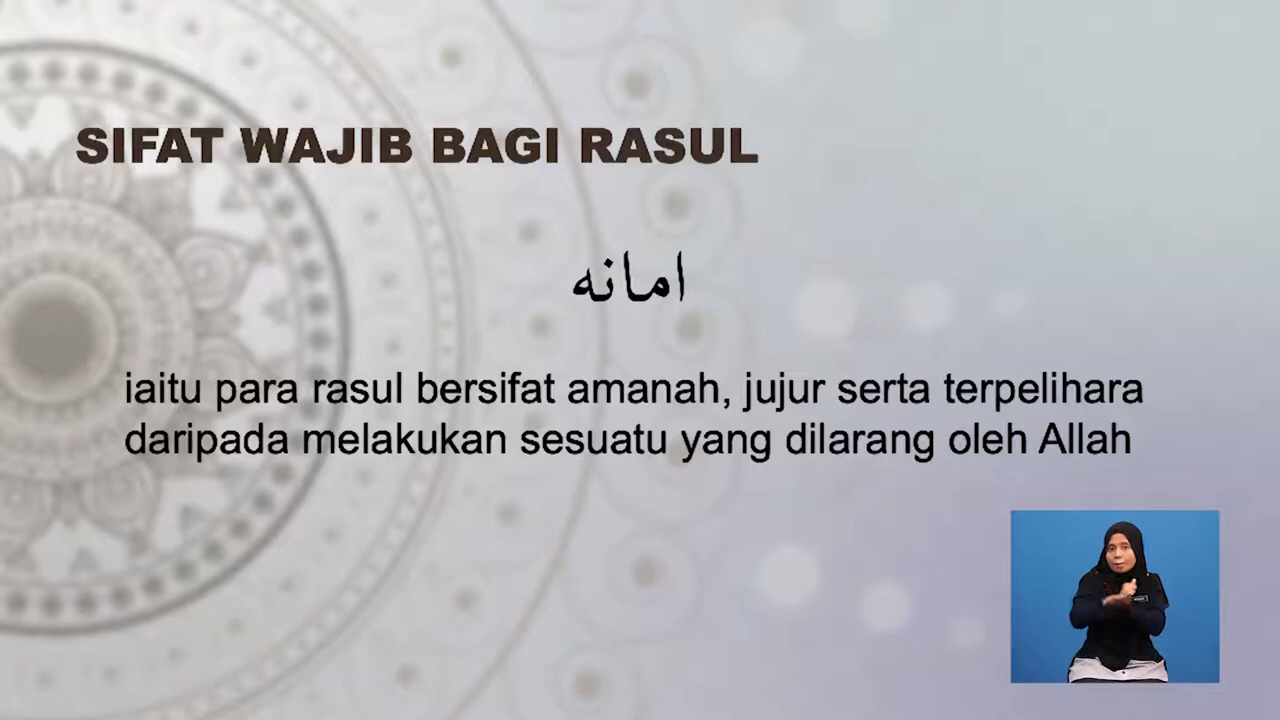 SIFAT WAJIB BAGI RASUL
امانه
iaitu para rasul bersifat amanah, jujur serta terpelihara
daripada melakukan sesuatu yang dilarang oleh Allah